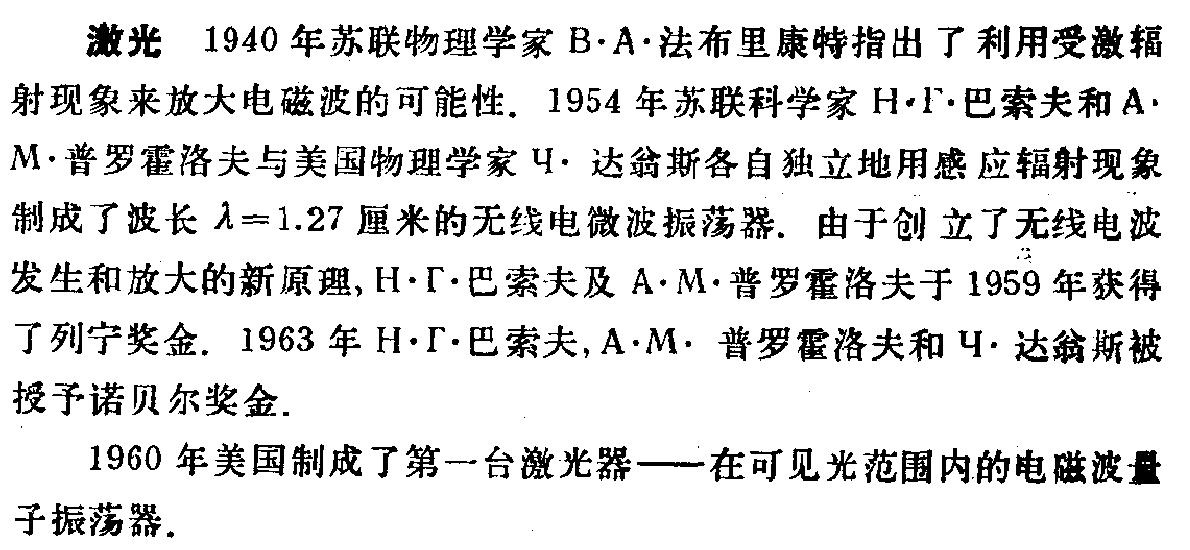 激光 1940 年苏联物理学家 В·А·法布里康特指出了利用受激辐
射现象来放大电磁波的可能性. 1954 年苏联科学家 Н·Г·巴索夫和 А·
М·普罗霍洛夫与美国物理学家 Ч· 达翁斯各自独立地用感应辐射现象
制成了波长 λ=1.27 厘米的无线电微波振荡器. 由于创立了无线电波
发生和放大的新原理, Н·Г·巴索夫及 А·М·普罗霍洛夫于 1959 年获得
了列宁奖金. 1963 年 Н·Г·巴索夫, А·М· 普罗霍洛夫和 Ч· 达翁斯被
授予诺贝尔奖金.
1960 年美国制成了第一台激光器——在可见光范围内的电磁波量
子振荡器.